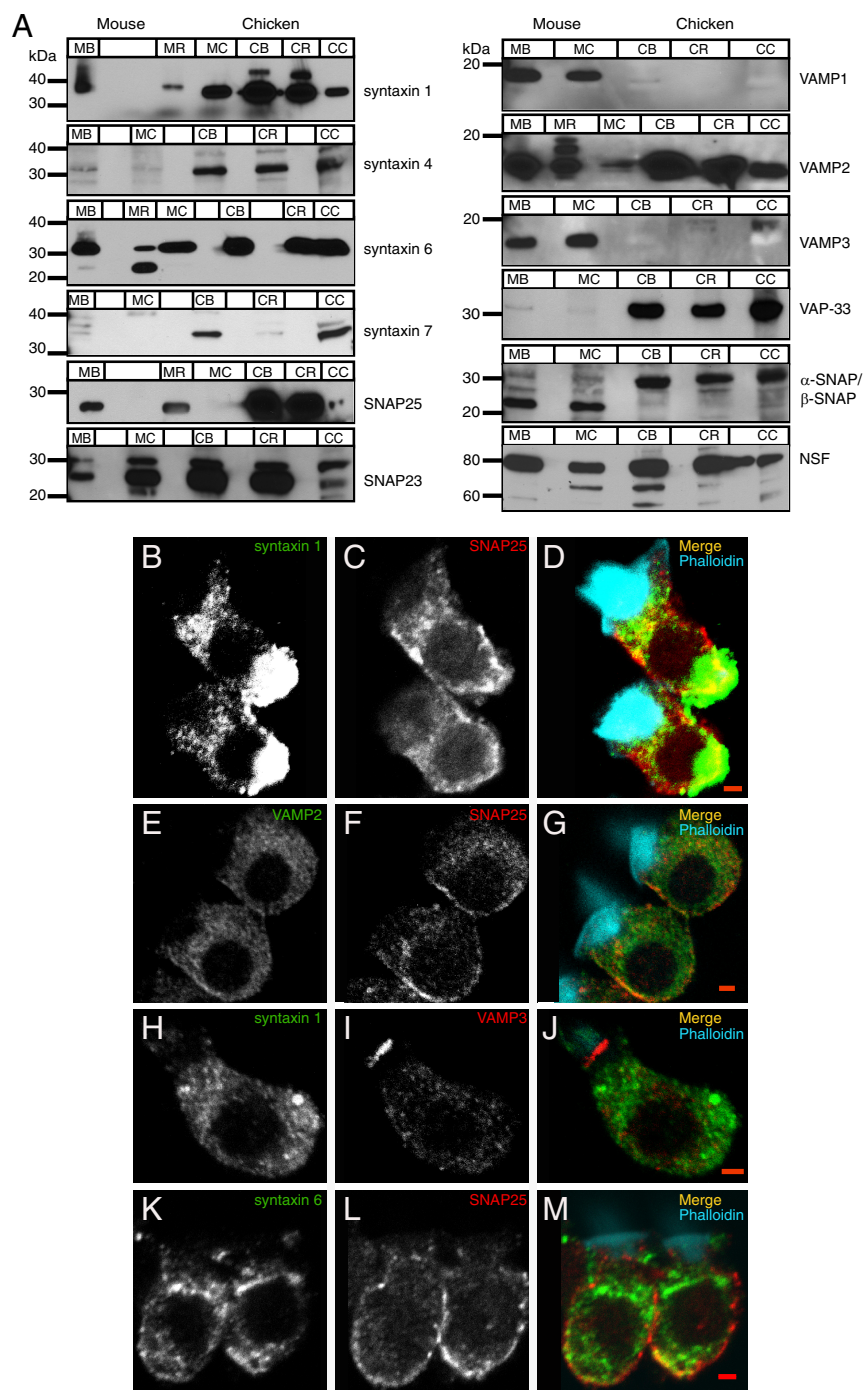 A
Mouse Chicken
kDa
MB MR MC CB CR CC
40
30
syntaxin 1
MB MC CB CR CC
40
30
syntaxin 4
MB MR MC CB CR CC
40
30
20
syntaxin 6
MB MC CB CR CC
40
30
syntaxin 7
MB MR MC CB CR CC
30
SNAP25
MB MC CB CR CC
30
20
SNAP23
Mouse Chicken
kDa
MB MC CB CR CC
20
VAMP1
MB MR MC CB CR CC
20
VAMP2
MB MC CB CR CC
20
VAMP3
MB MC CB CR CC
30
VAP-33
MB MC CB CR CC
30
20
α-SNAP/
β-SNAP
MB MC CB CR CC
80
60
NSF
B syntaxin 1
C SNAP25
D Merge
Phalloidin
E VAMP2
F SNAP25
G Merge
Phalloidin
H syntaxin 1
I VAMP3
J Merge
Phalloidin
K syntaxin 6
L SNAP25
M Merge
Phalloidin